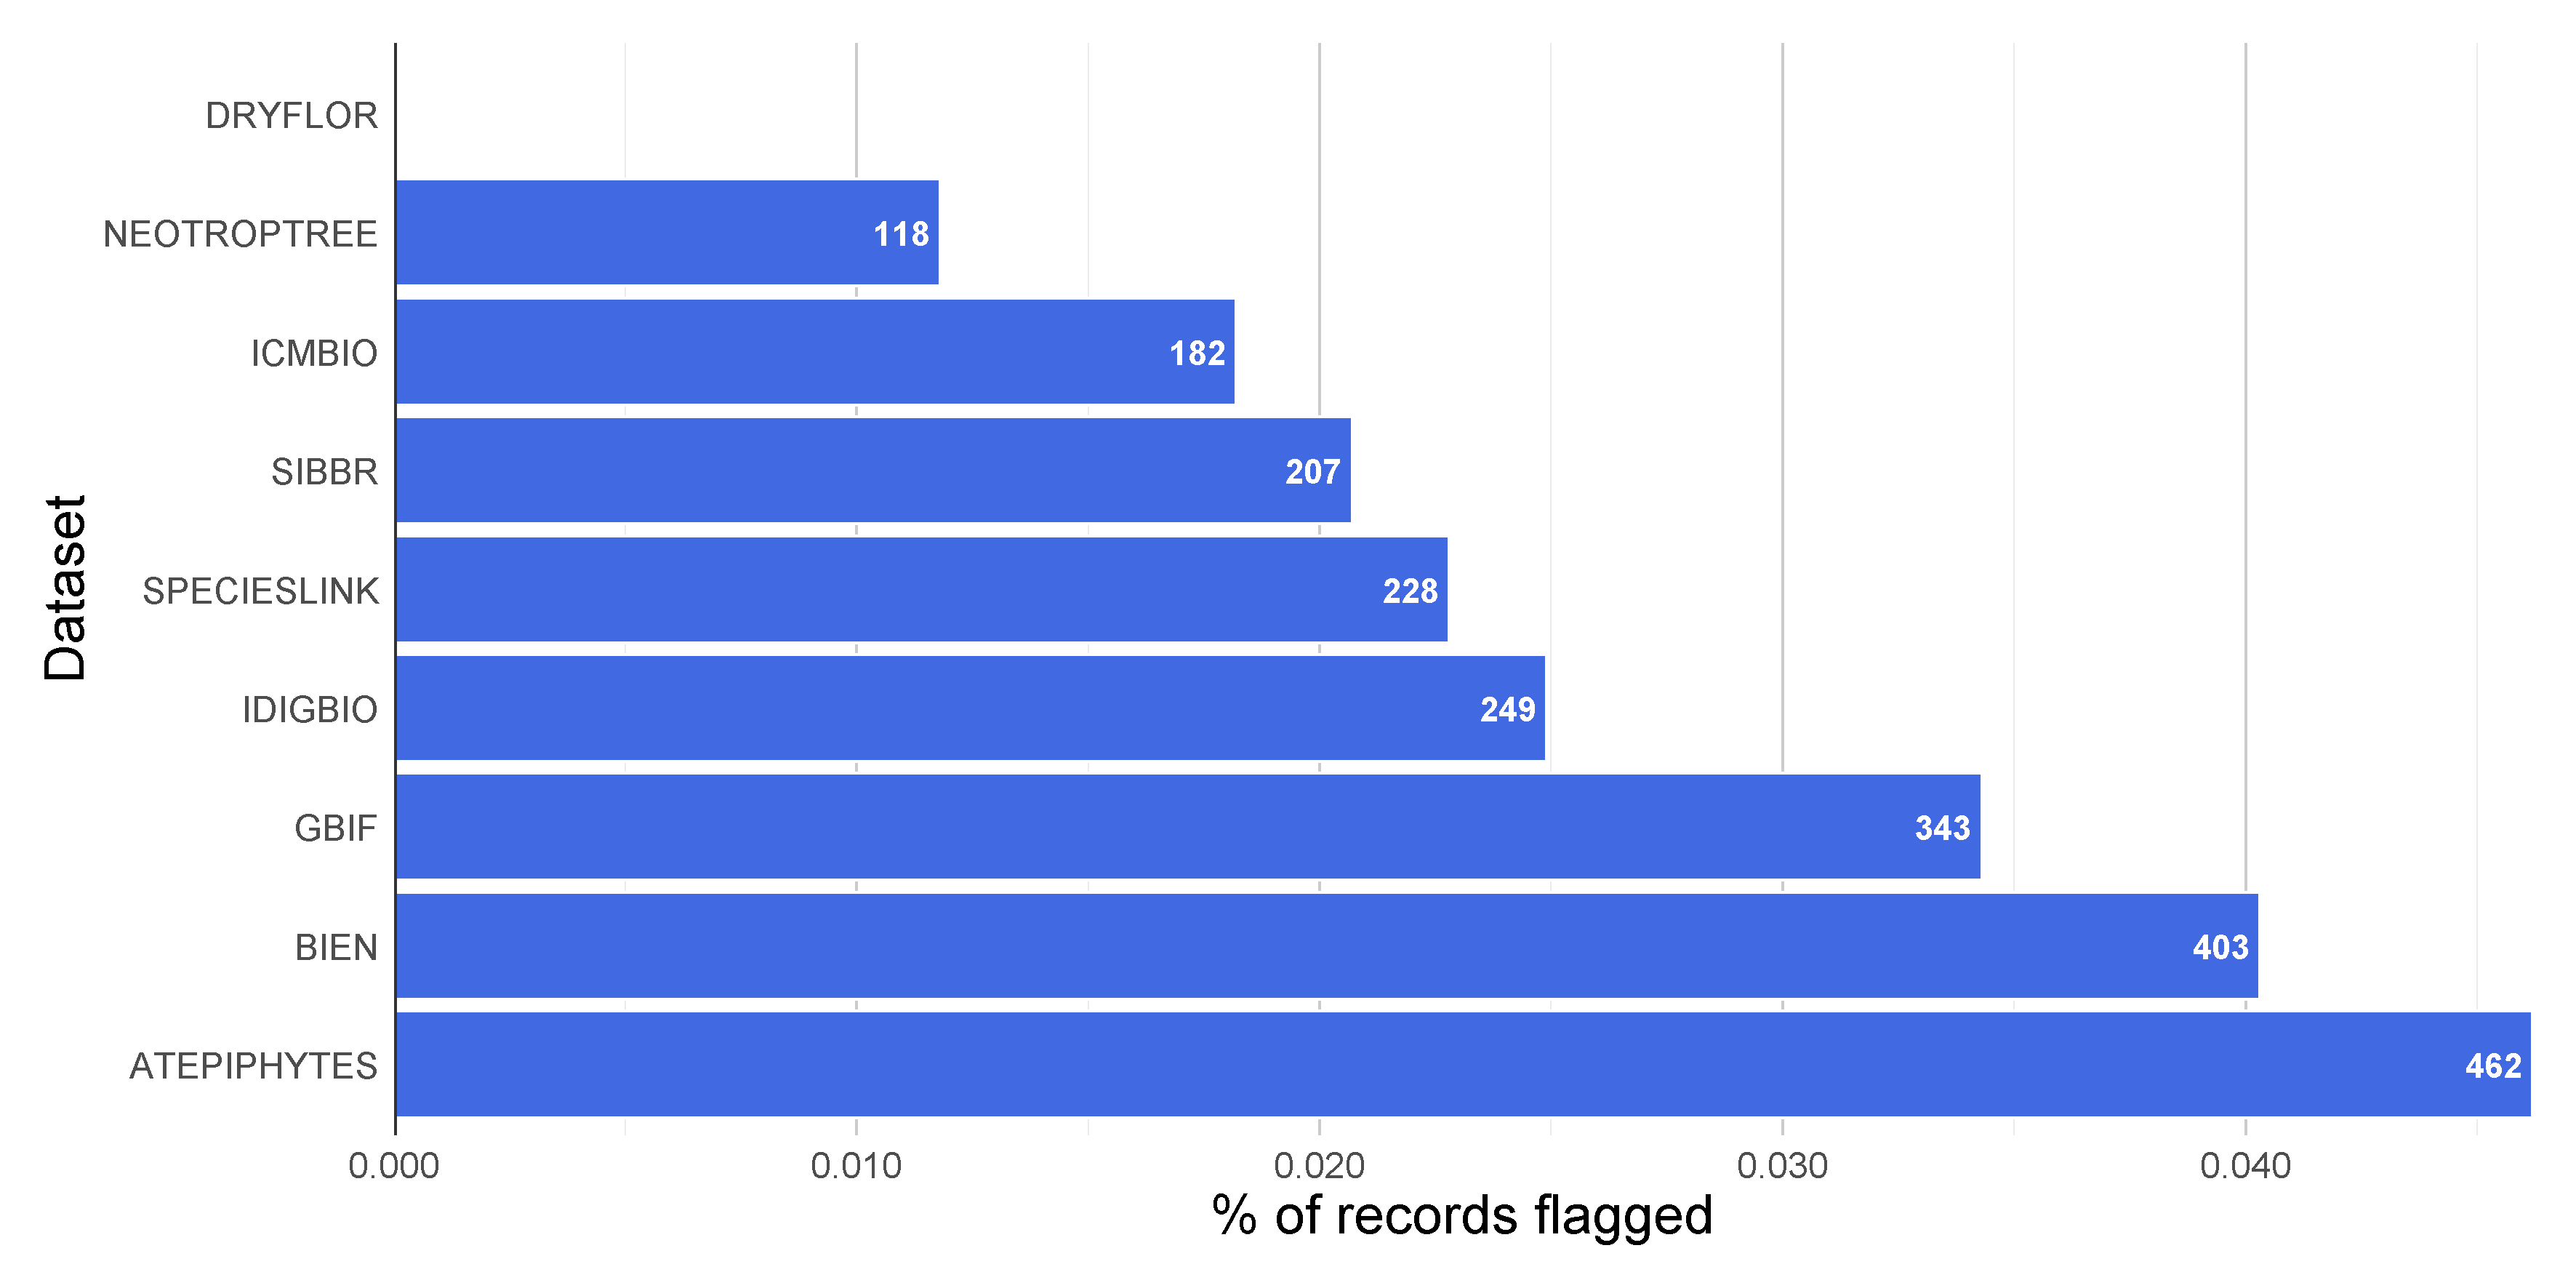 Dataset
DRYFLOR
NEOTROPTREE 118
ICMBIO 182
SIBBR 207
SPECIESLINK 228
IDIGBIO 249
GBIF 343
BIEN 403
ATEPIPHYTES 462
0.000 0.010 0.020 0.030 0.040
% of records flagged